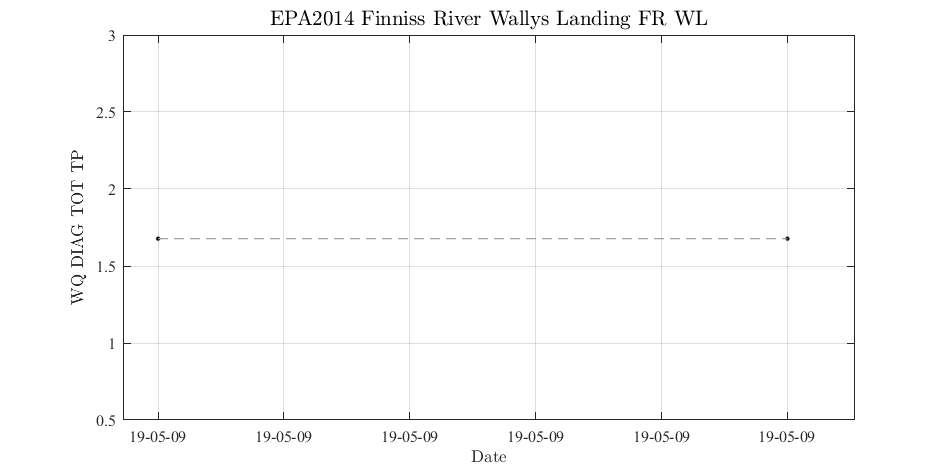 EPA2014 Finniss River Wallys Landing FR WL
3
2.5
2
1.5
1
0.5
WQ DIAG TOT TP
19-05-09 19-05-09 19-05-09 19-05-09 19-05-09 19-05-09
Date